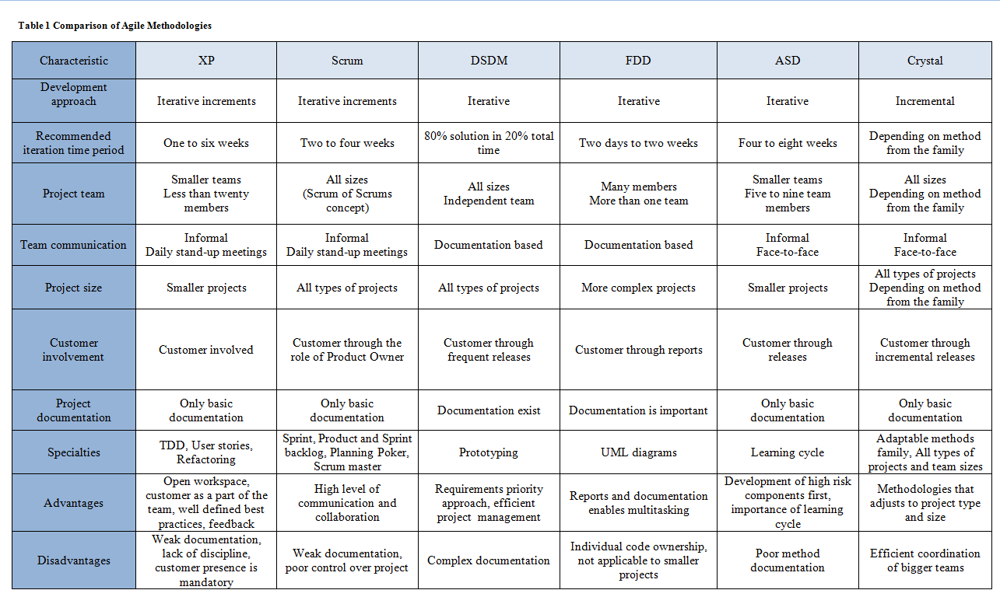 Table 1 Comparison of Agile Methodologies
Characteristic XP Scrum DSDM FDD ASD Crystal
Development
approach
Iterative increments
Iterative increments
Iterative
Iterative
Iterative
Incremental
Recommended
iteration time period
One to six weeks
Two to four weeks
80% solution in 20% total
time
Two days to two weeks
Four to eight weeks
Depending on method
from the family
Project team
Smaller teams
Less than twenty
members
All sizes
(Scrum of Scrums
concept)
All sizes
Independent team
Many members
More than one team
Smaller teams
Five to nine team
members
All sizes
Depending on method
from the family
Team communication
Informal
Daily stand-up meetings
Informal
Daily stand-up meetings
Documentation based
Documentation based
Informal
Face-to-face
Informal
Face-to-face
Project size
Smaller projects
All types of projects
All types of projects
More complex projects
Smaller projects
All types of projects
Depending on method
from the family
Customer
involvement
Customer involved
Customer through the
role of Product Owner
Customer through
frequent releases
Customer through reports
Customer through
releases
Customer through
incremental releases
Project
documentation
Only basic
documentation
Only basic
documentation
Documentation exist
Documentation is important
Only basic
documentation
Only basic
documentation
Specialties
TDD, User stories,
Refactoring
Sprint, Product and Sprint
backlog, Planning Poker,
Scrum master
Prototyping
UML diagrams
Learning cycle
Adaptable methods
family, All types of
projects and team sizes
Advantages
Open workspace,
customer as a part of the
team, well defined best
practices, feedback
High level of
communication and
collaboration
Requirements priority
approach, efficient
project management
Reports and documentation
enables multitasking
Development of high risk
components first,
importance of learning
cycle
Methodologies that
adjusts to project type
and size
Disadvantages
Weak documentation,
lack of discipline,
customer presence is
mandatory
Weak documentation,
poor control over project
Complex documentation
Individual code ownership,
not applicable to smaller
projects
Poor method
documentation
Efficient coordination
of bigger teams